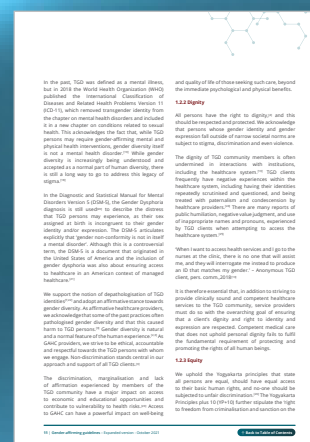 In the past, TGD was defined as a mental illness,
but in 2018 the World Health Organization (WHO)
published the International Classification of
Diseases and Related Health Problems Version 11
(ICD-11), which removed transgender identity from
the chapter on mental health disorders and included
it in a new chapter on conditions related to sexual
health. This acknowledges the fact that, while TGD
persons may require gender-affirming mental and
physical health interventions, gender diversity itself
is not a mental health disorder. While gender
diversity is increasingly being understood and
accepted as a normal part of human diversity, there
is still a long way to go to address this legacy of
stigma.
In the Diagnostic and Statistical Manual for Mental
Disorders Version 5 (DSM-5), the Gender Dysphoria
diagnosis is still used to describe the distress
that TGD persons may experience, as their sex
assigned at birth is incongruent to their gender
identity and/or expression. The DSM-5 articulates
explicitly that 'gender non-conformity is not in itself
a mental disorder'. Although this is a controversial
term, the DSM-5 is a document that originated in
the United States of America and the inclusion of
gender dysphoria was also about ensuring access
to healthcare in an American context of managed
healthcare.
We support the notion of depathologisation of TGD
identities and adopt an affirmative stance towards
gender diversity. As affirmative healthcare providers,
we acknowledge that some of the past practices often
pathologised gender diversity and that this caused
harm to TGD persons. Gender diversity is natural
and a normal feature of the human experience. As
GAHC providers, we strive to be ethical, accountable
and respectful towards the TGD persons with whom
we engage. Non-discrimination stands central in our
approach and support of all TGD clients.
The discrimination, marginalisation and lack
of affirmation experienced by members of the
TGD community have a major impact on access
to economic and educational opportunities and
contribute to vulnerability to health risks. Access
to GAHC can have a powerful impact on well-being
and quality of life of those seeking such care, beyond
the immediate psychological and physical benefits.
1.2.2 Dignity
All persons have the right to dignity and this
should be respected and protected. We acknowledge
that persons whose gender identity and gender
expression fall outside of narrow societal norms are
subject to stigma, discrimination and even violence.
The dignity of TGD community members is often
undermined in interactions with institutions,
including the healthcare system. TGD clients
frequently have negative experiences within the
healthcare system, including having their identities
repeatedly scrutinised and questioned, and being
treated with paternalism and condescension by
healthcare providers. There are many reports of
public humiliation, negative value judgement, and use
of inappropriate names and pronouns, experienced
by TGD clients when attempting to access the
healthcare system.
'When I want to access health services and I go to the
nurses at the clinic, there is no one that will assist
me, and they will interrogate me instead to produce
an ID that matches my gender.' – Anonymous TGD
client, pers. comm., 2018
It is therefore essential that, in addition to striving to
provide clinically sound and competent healthcare
services to the TGD community, service providers
must do so with the overriding goal of ensuring
that a client's dignity and right to identity and
expression are respected. Competent medical care
that does not uphold personal dignity fails to fulfil
the fundamental requirement of protecting and
promoting the rights of all human beings.
1.2.3 Equity
We uphold the Yogyakarta principles that state
all persons are equal, should have equal access
to their basic human rights, and no-one should be
subjected to unfair discrimination. The Yogyakarta
Principles plus 10 (YP+10) further stipulate the 'right
to freedom from criminalisation and sanction on the
Gender-affirming guidelines - Expanded version - October 2021
Back to Table of Contents